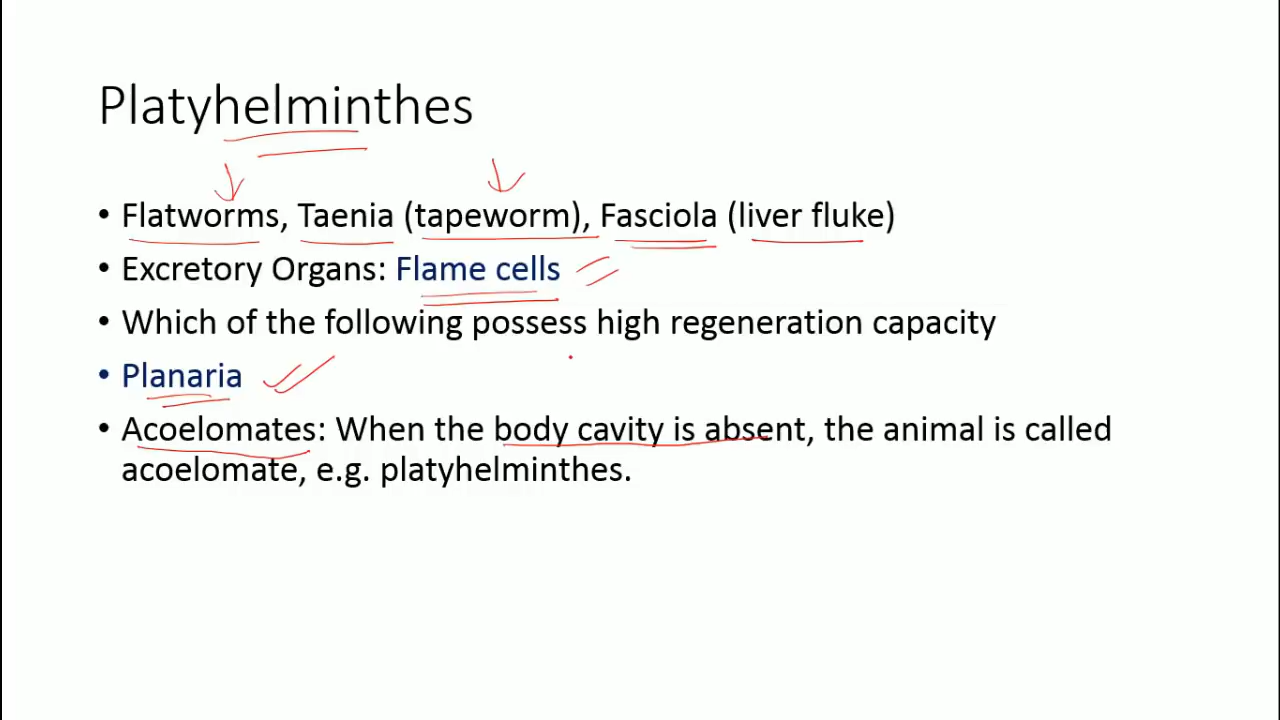 Platyhelminthes
• Flatworms, Taenia (tapeworm), Fasciola (liver fluke)
• Excretory Organs: Flame cells
• Which of the following possess high regeneration capacity
• Planaria
• Acoelomates: When the body cavity is absent, the animal is called
acoelomate, e.g. platyhelminthes.